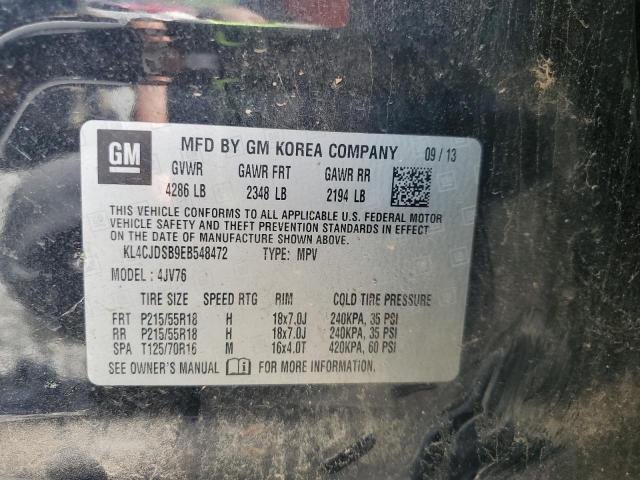 GM MFD BY GM KOREA COMPANY 09/13
GVWR GAWR FRT GAWR RR
4286 LB 2348 LB 2194 LB
THIS VEHICLE CONFORMS TO ALL APPLICABLE U.S. FEDERAL MOTOR
VEHICLE SAFETY AND THEFT PREVENTION STANDARDS IN EFFECT
ON THE DATE OF MANUFACTURE SHOWN ABOVE.
KL4CJDSB9EB548472 TYPE: MPV
MODEL: 4JV76
TIRE SIZE SPEED RTG RIM COLD TIRE PRESSURE
FRT P215/55R18 H 18x7.0J 240KPA, 35 PSI
RR P215/55R18 H 18x7.0J 240KPA, 35 PSI
SPA T125/70R16 M 16x4.0T 420KPA, 60 PSI
SEE OWNER'S MANUAL FOR MORE INFORMATION.